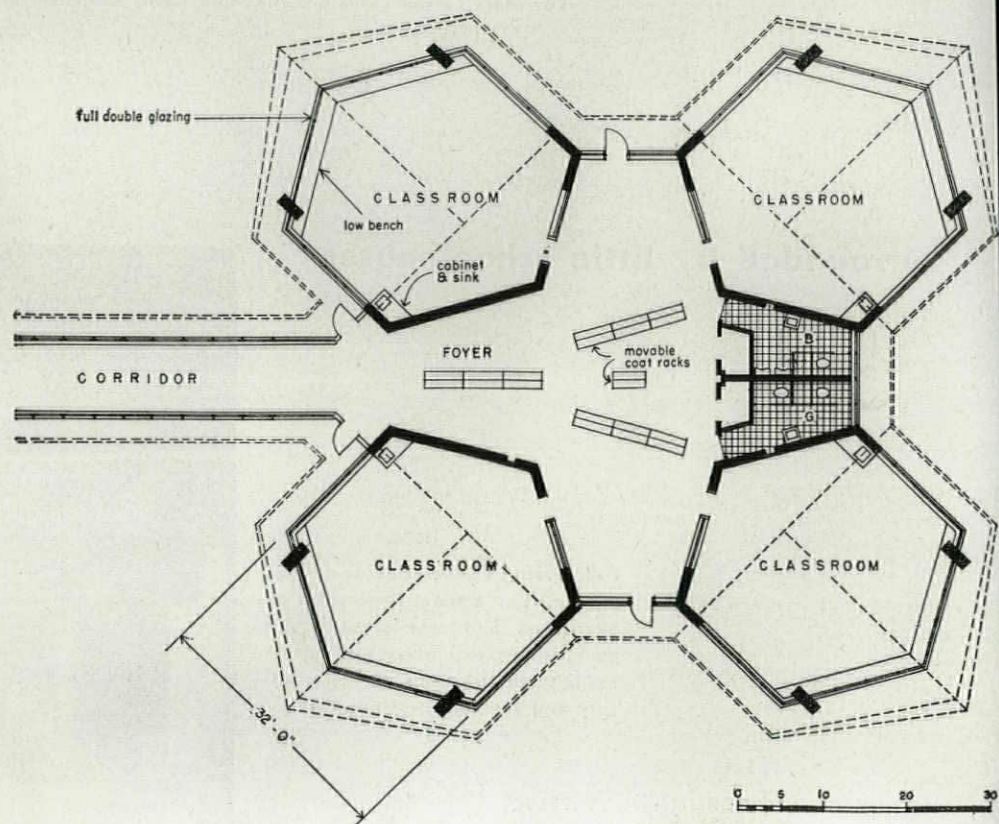 CLASSROOM
CLASSROOM
full double glazing
low bench
cabinet
& sink
FOYER
movable
coat racks
B
CORRIDOR
G
CLASSROOM
CLASSROOM
32'-0"
0 5 10 20 30